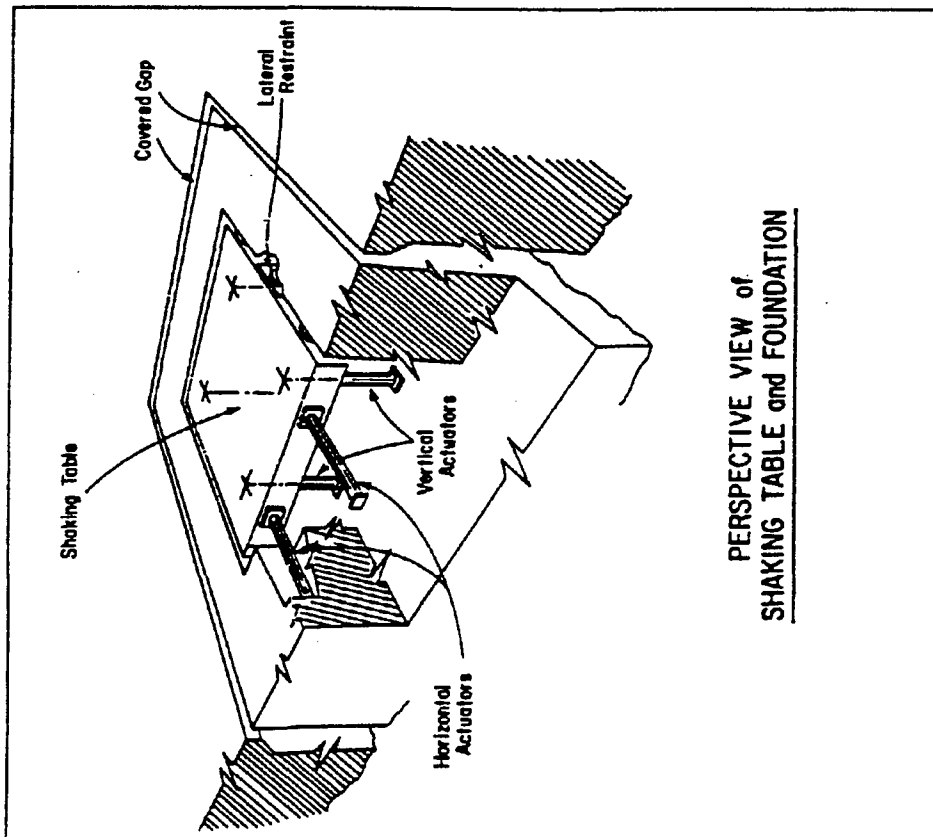 Covered Gap
Lateral
Restraint
Shaking Table
Vertical
Actuators
Horizontal
Actuators
PERSPECTIVE VIEW of
SHAKING TABLE and FOUNDATION